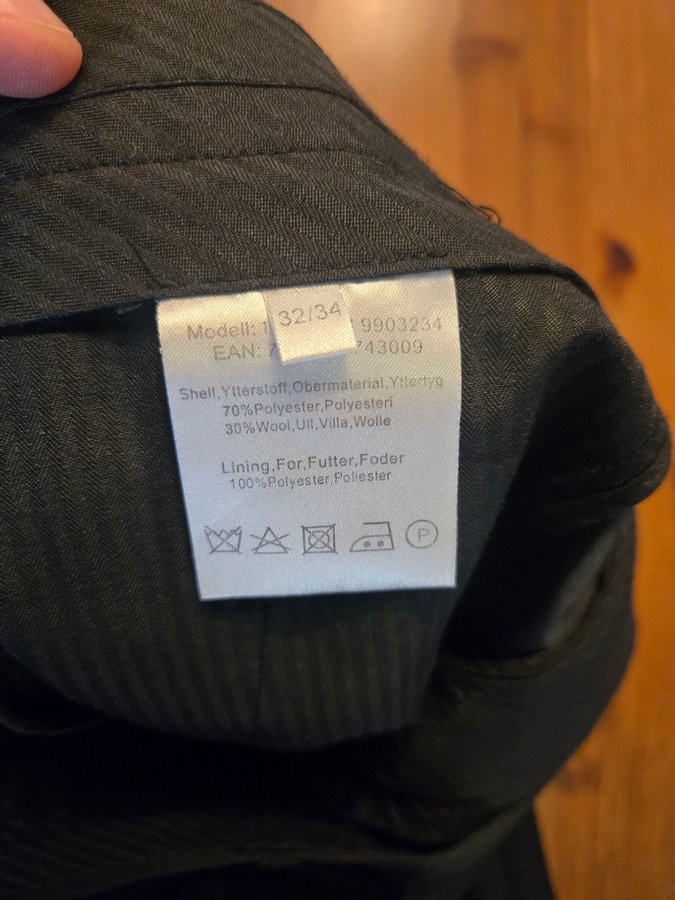 32/34
Modell: 1 9903234
EAN: 7 743009
Shell,Ytterstoff,Obermaterial,Yttertyg
70%Polyester,Polyesteri
30%Wool,Ull,Villa,Wolle
Lining,For,Futter,Foder
100%Polyester,Poliester
P